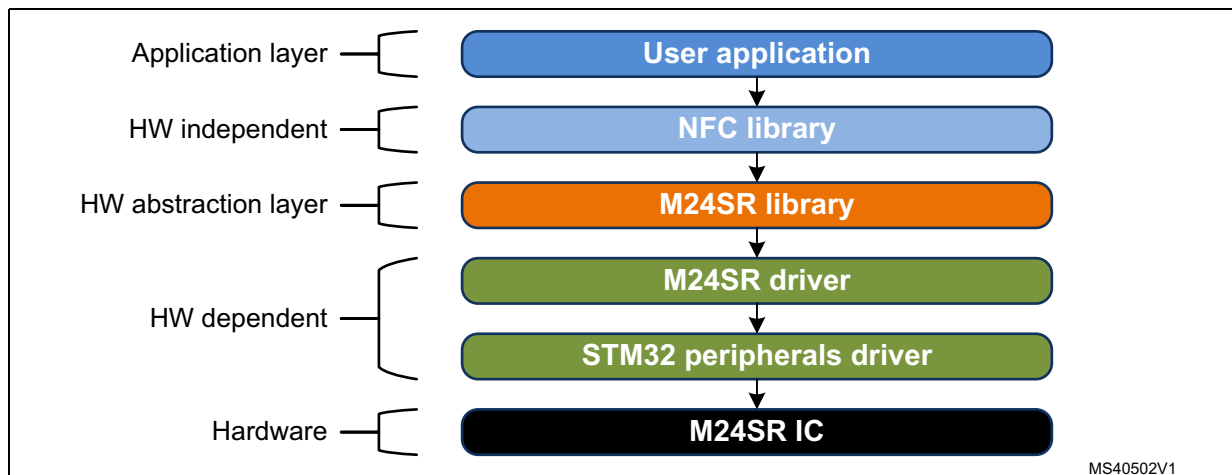 Application layer
User application
HW independent
NFC library
HW abstraction layer
M24SR library
HW dependent
M24SR driver
STM32 peripherals driver
Hardware
M24SR IC
MS40502V1